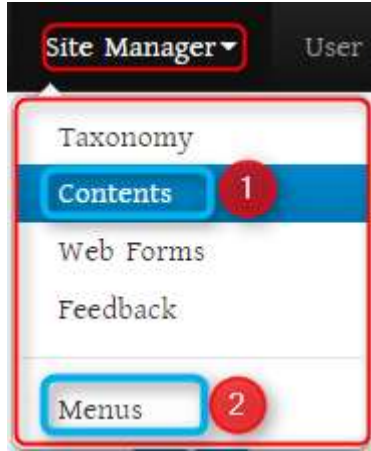 Site Manager User
Taxonomy
Contents 1
Web Forms
Feedback
Menus 2